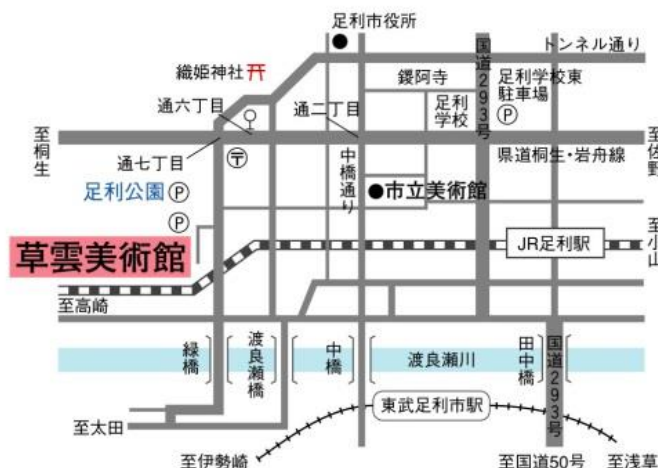 足利市役所
国道293号
トンネル通り
織姫神社
鑁阿寺
足利学校東
駐車場
P
通六丁目
通二丁目
足利
学校
至桐生
至佐野
通七丁目
〒
中橋通り
県道桐生・岩舟線
足利公園
P
市立美術館
P
草雲美術館
至小山
JR足利駅
至高崎
緑橋
渡良瀬橋
中橋
渡良瀬川
田中橋
国道293号
東武足利市駅
至太田
至伊勢崎
至国道50号
至浅草